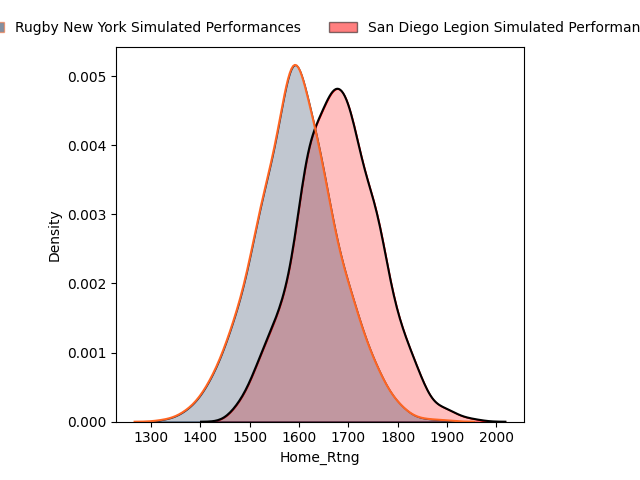 Rugby New York Simulated Performances
San Diego Legion Simulated Performan
0.005
0.004
0.003
0.002
0.001
0.000
Density
1300 1400 1500 1600 1700 1800 1900 2000
Home_Rtng